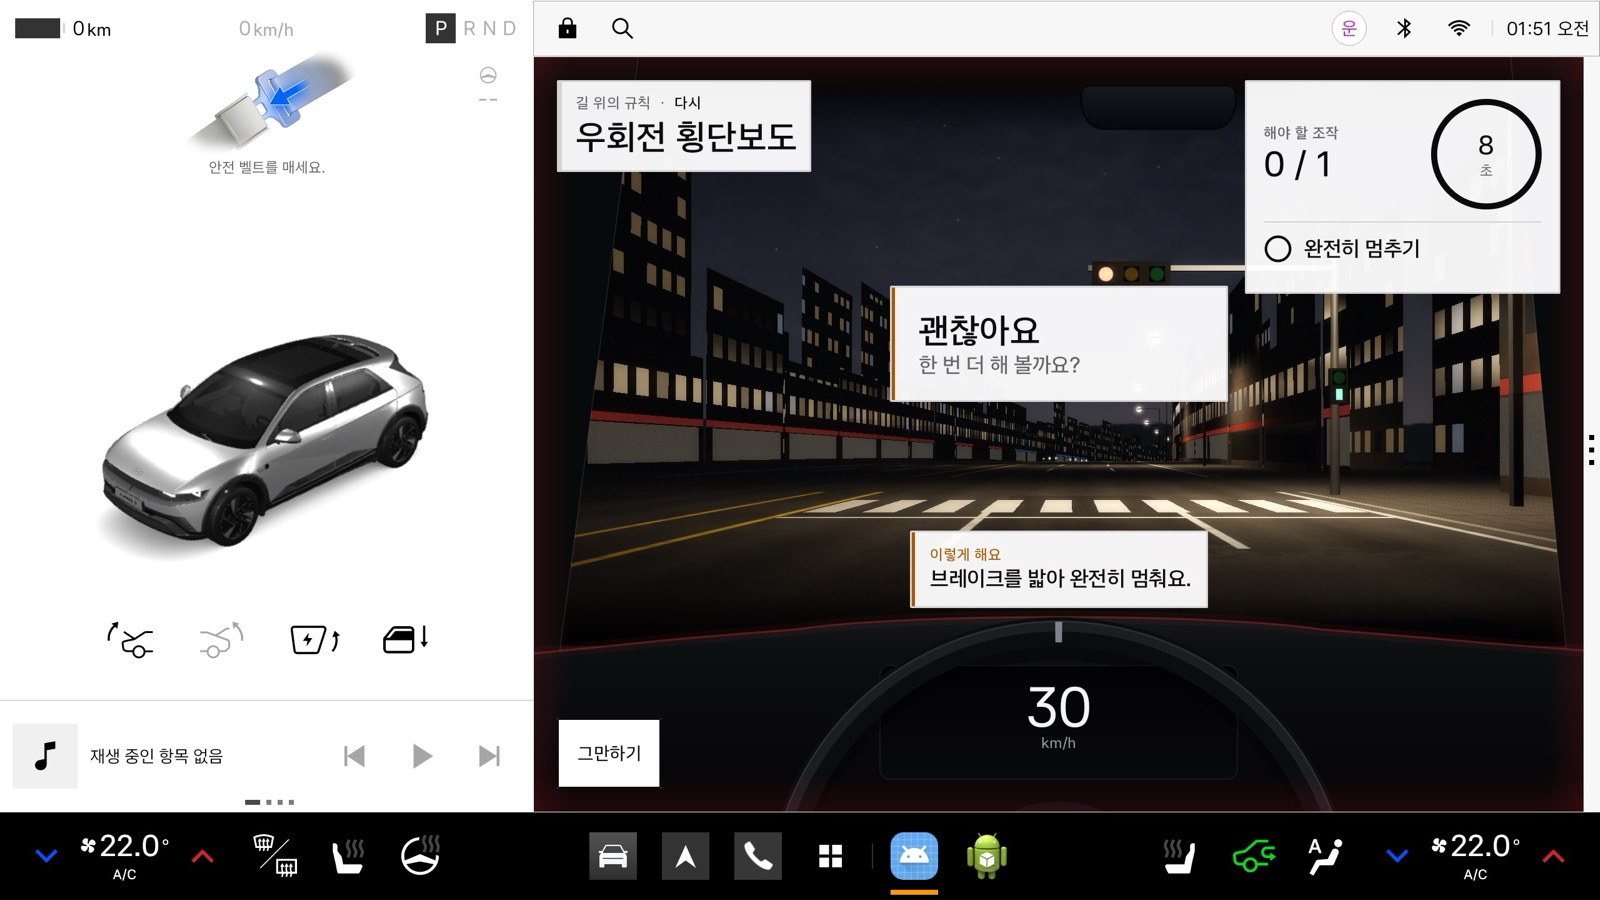 0 km
0 km/h
P R N D
안전 벨트를 매세요.
--
재생 중인 항목 없음
운
01:51 오전
길 위의 규칙 · 다시
우회전 횡단보도
해야 할 조작
0 / 1
8
초
완전히 멈추기
괜찮아요
한 번 더 해 볼까요?
이렇게 해요
브레이크를 밟아 완전히 멈춰요.
30
km/h
그만하기
22.0°
A/C
A
22.0°
A/C